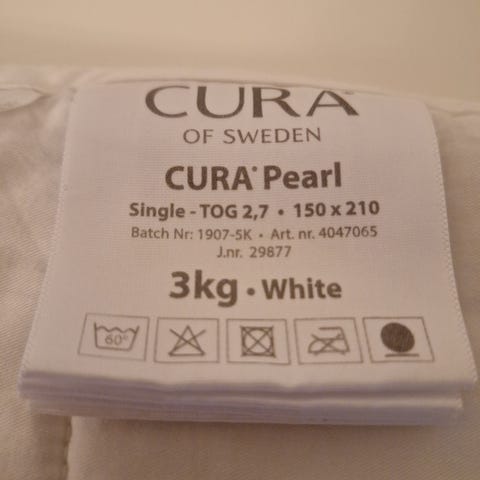 CURA®
OF SWEDEN
CURA® Pearl
Single - TOG 2,7 • 150 x 210
Batch Nr: 1907-5K • Art. nr. 4047065
J.nr. 29877
3kg • White
60°